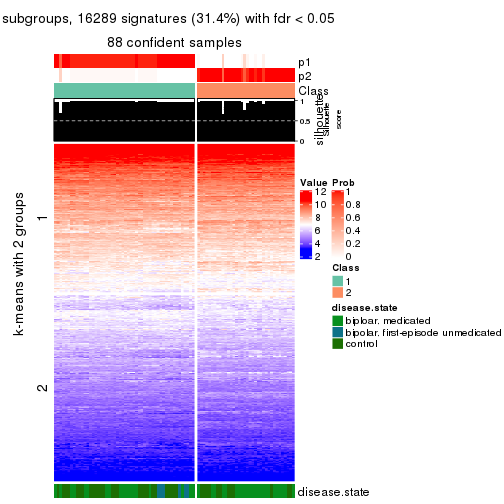 subgroups, 16289 signatures (31.4%) with fdr < 0.05
88 confident samples
p1
p2
Class
1
0.5
0
silhouette
Silhouette
score
k-means with 2 groups
1
2
Value
12
10
8
6
4
2
Prob
1
0.8
0.6
0.4
0.2
0
Class
1
2
disease.state
biploar. medicated
bipolar. first-episode unmedicated
control
disease.state